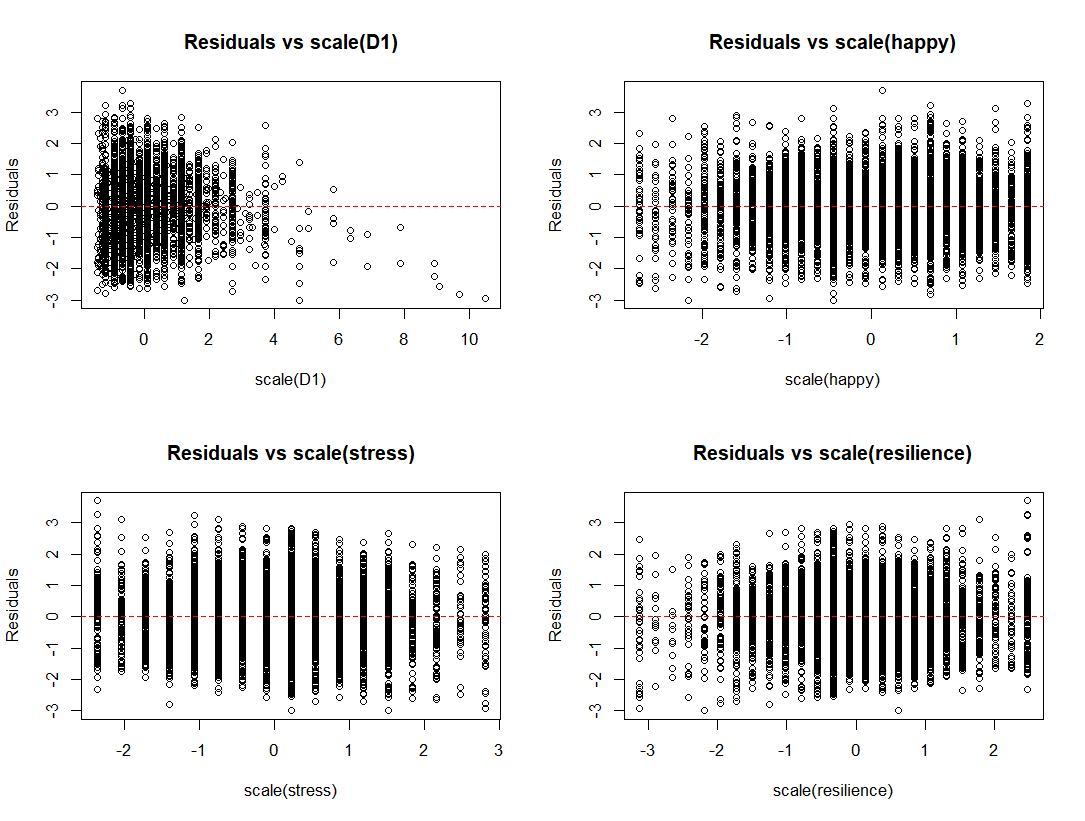 Residuals vs scale(D1)
Residuals
3
2
1
0
-1
-2
-3
0 2 4 6 8 10
scale(D1)
Residuals vs scale(happy)
Residuals
3
2
1
0
-1
-2
-3
-2 -1 0 1 2
scale(happy)
Residuals vs scale(stress)
Residuals
3
2
1
0
-1
-2
-3
-2 -1 0 1 2 3
scale(stress)
Residuals vs scale(resilience)
Residuals
3
2
1
0
-1
-2
-3
-3 -2 -1 0 1 2
scale(resilience)